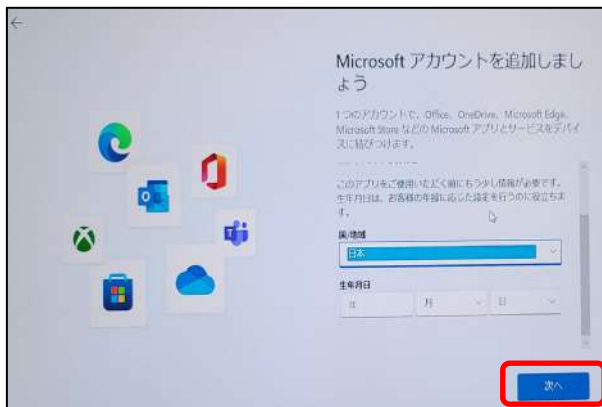 Microsoft アカウントを追加しまし
ょう
1 つのアカウントで、Office、OneDrive、Microsoft Edge、
Microsoft Store などの Microsoft アプリとサービスをデバイ
スに結びつけます。
このアプリをご使用いただく前にもう少し情報が必要です。
生年月日は、お客様の年齢に応じた設定を行うのに役立ちま
す。
国/地域
日本
生年月日
年 月 日
次へ